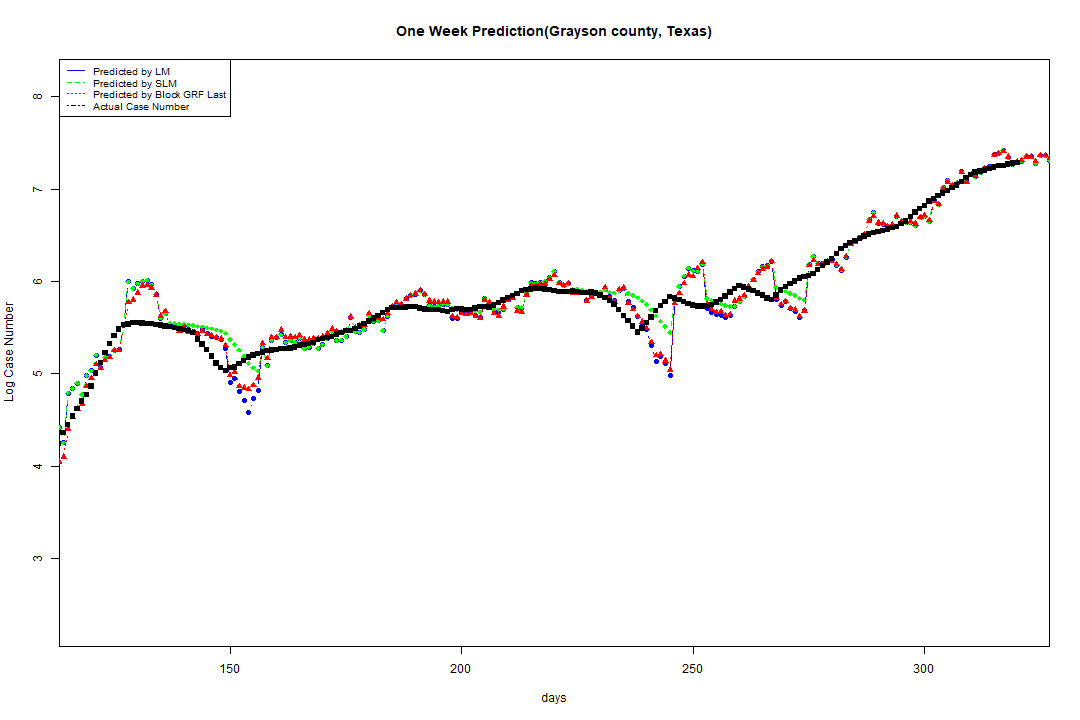 One Week Prediction(Grayson county, Texas)
Predicted by LM
Predicted by SLM
Predicted by Block GRF Last
Actual Case Number
8
7
6
5
4
3
Log Case Number
150
200
250
300
days